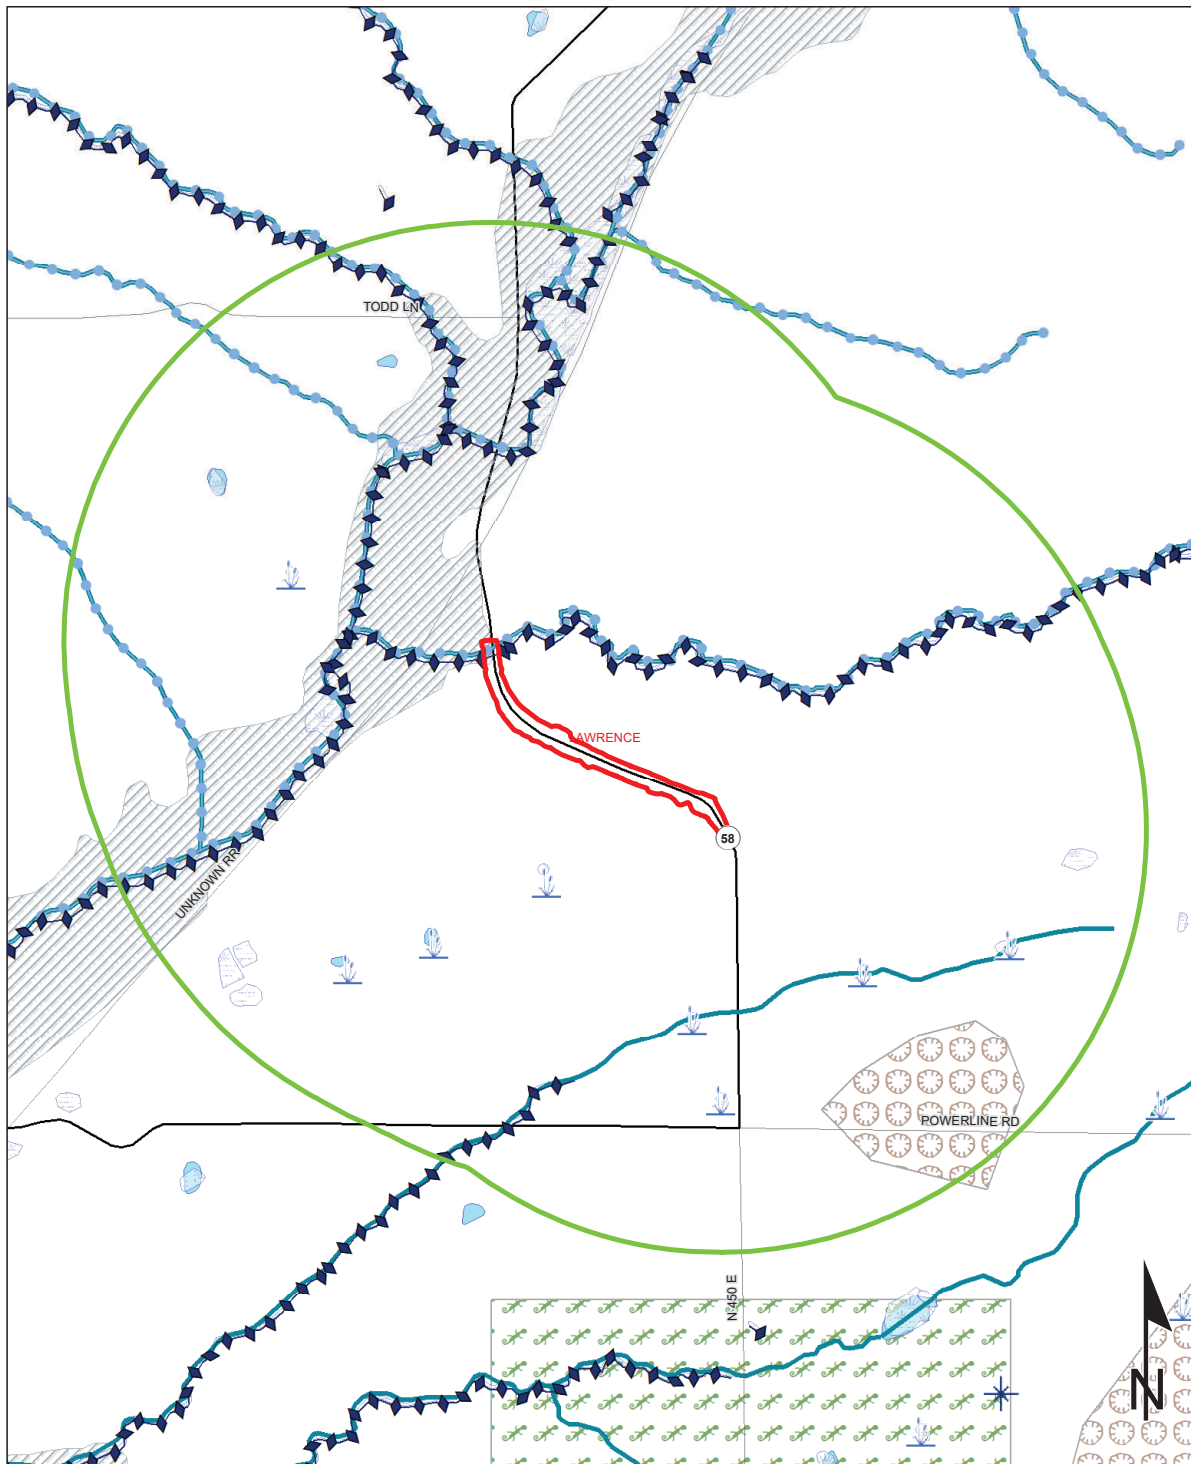 TODD LN
LAWRENCE
58
UNKNOWN RR
POWERLINE RD
N 450 E
N